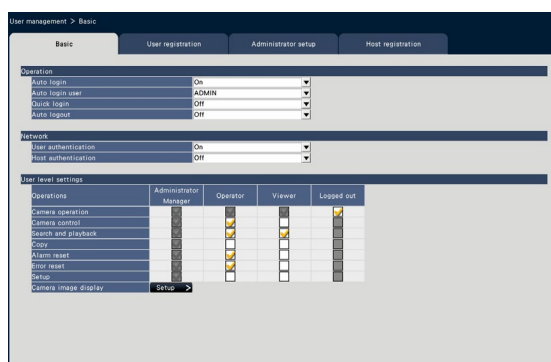 User management > Basic
Basic User registration Administrator setup Host registration
Operation
Auto login On
Auto login user ADMIN
Quick login Off
Auto logout Off
Network
User authentication On
Host authentication Off
User level settings
Operations Administrator Manager Operator Viewer Logged out
Camera operation
Camera control
Search and playback
Copy
Alarm reset
Error reset
Setup
Camera image display Setup >